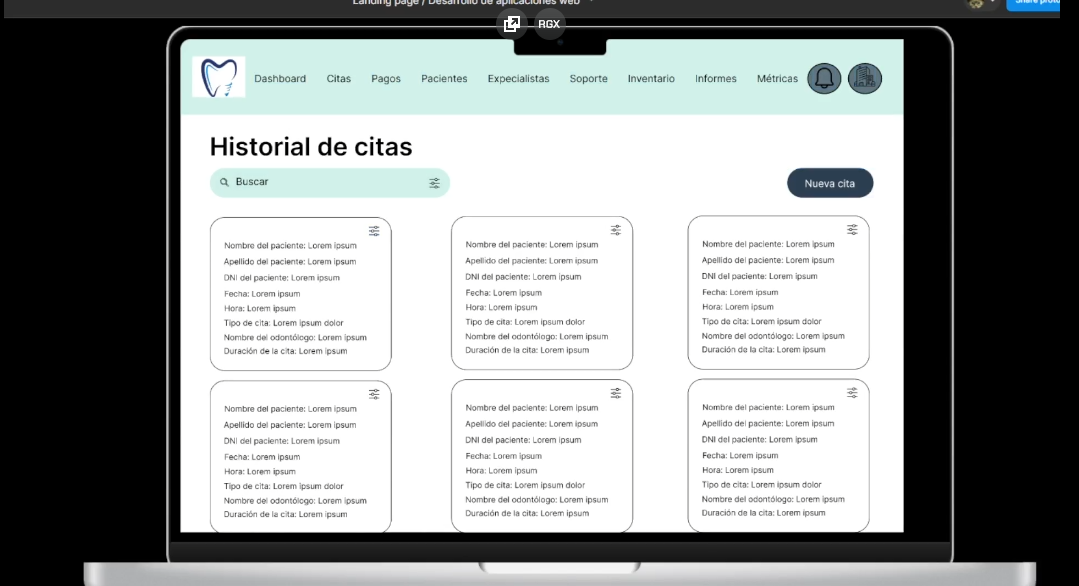 Landing page / Desarrollo de aplicaciones web
Share proto
RGX
Dashboard Citas Pagos Pacientes Expecialistas Soporte Inventario Informes Métricas
Historial de citas
Buscar
Nueva cita
Nombre del paciente: Lorem ipsum
Apellido del paciente: Lorem ipsum
DNI del paciente: Lorem ipsum
Fecha: Lorem ipsum
Hora: Lorem ipsum
Tipo de cita: Lorem ipsum dolor
Nombre del odontólogo: Lorem ipsum
Duración de la cita: Lorem ipsum
Nombre del paciente: Lorem ipsum
Apellido del paciente: Lorem ipsum
DNI del paciente: Lorem ipsum
Fecha: Lorem ipsum
Hora: Lorem ipsum
Tipo de cita: Lorem ipsum dolor
Nombre del odontólogo: Lorem ipsum
Duración de la cita: Lorem ipsum
Nombre del paciente: Lorem ipsum
Apellido del paciente: Lorem ipsum
DNI del paciente: Lorem ipsum
Fecha: Lorem ipsum
Hora: Lorem ipsum
Tipo de cita: Lorem ipsum dolor
Nombre del odontólogo: Lorem ipsum
Duración de la cita: Lorem ipsum
Nombre del paciente: Lorem ipsum
Apellido del paciente: Lorem ipsum
DNI del paciente: Lorem ipsum
Fecha: Lorem ipsum
Hora: Lorem ipsum
Tipo de cita: Lorem ipsum dolor
Nombre del odontólogo: Lorem ipsum
Duración de la cita: Lorem ipsum
Nombre del paciente: Lorem ipsum
Apellido del paciente: Lorem ipsum
DNI del paciente: Lorem ipsum
Fecha: Lorem ipsum
Hora: Lorem ipsum
Tipo de cita: Lorem ipsum dolor
Nombre del odontólogo: Lorem ipsum
Duración de la cita: Lorem ipsum
Nombre del paciente: Lorem ipsum
Apellido del paciente: Lorem ipsum
DNI del paciente: Lorem ipsum
Fecha: Lorem ipsum
Hora: Lorem ipsum
Tipo de cita: Lorem ipsum dolor
Nombre del odontólogo: Lorem ipsum
Duración de la cita: Lorem ipsum